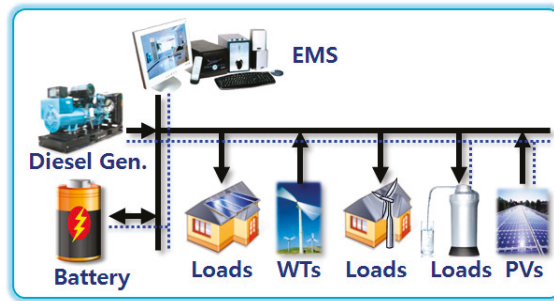 EMS
Diesel Gen.
Battery
Loads
WTs
Loads
Loads
PVs